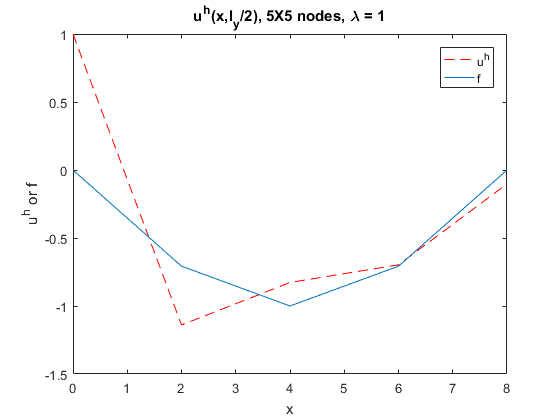 u^h(x,l_y/2), 5X5 nodes, λ = 1
1
0.5
0
-0.5
-1
-1.5
u^h or f
u^h
f
0 1 2 3 4 5 6 7 8
x